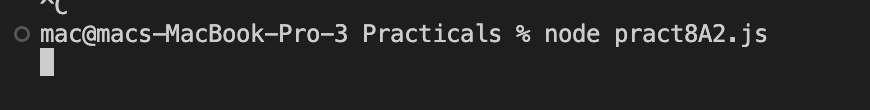 ^C
mac@macs-MacBook-Pro-3 Practicals % node pract8A2.js